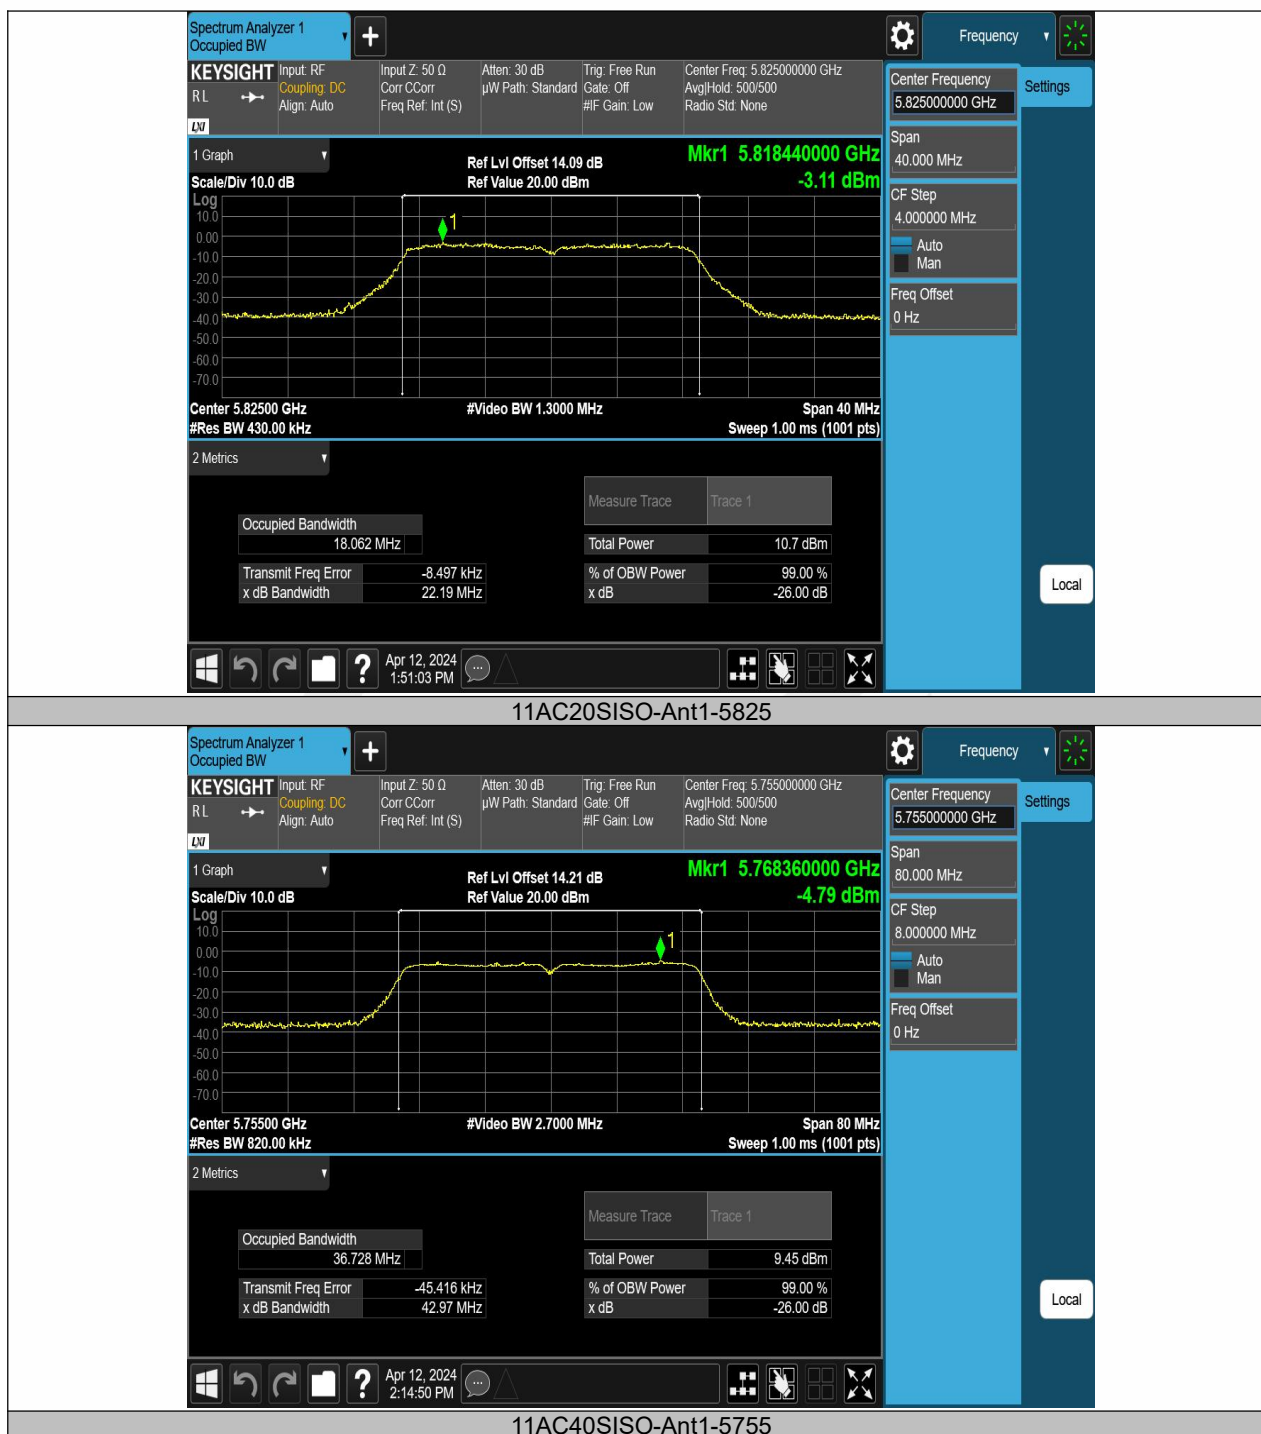 Spectrum Analyzer 1
Occupied BW
+
Frequency
KEYSIGHT
R L
LXI
Input: RF
Coupling: DC
Align: Auto
Input Z: 50 Ω
Corr CCorr
Freq Ref: Int (S)
Atten: 30 dB
µW Path: Standard
Trig: Free Run
Gate: Off
#IF Gain: Low
Center Freq: 5.825000000 GHz
Avg|Hold: 500/500
Radio Std: None
Center Frequency
5.825000000 GHz
Settings
Span
40.000 MHz
CF Step
4.000000 MHz
Auto
Man
Freq Offset
0 Hz
Local
1 Graph
Scale/Div 10.0 dB
Ref Lvl Offset 14.09 dB
Ref Value 20.00 dBm
Mkr1 5.818440000 GHz
-3.11 dBm
Log
10.0
0.00
-10.0
-20.0
-30.0
-40.0
-50.0
-60.0
-70.0
1
Center 5.82500 GHz
#Res BW 430.00 kHz
#Video BW 1.3000 MHz
Span 40 MHz
Sweep 1.00 ms (1001 pts)
2 Metrics
Measure Trace Trace 1
Occupied Bandwidth
18.062 MHz
Total Power 10.7 dBm
Transmit Freq Error -8.497 kHz
x dB Bandwidth 22.19 MHz
% of OBW Power 99.00 %
x dB -26.00 dB
?
Apr 12, 2024
1:51:03 PM
11AC20SISO-Ant1-5825
Spectrum Analyzer 1
Occupied BW
+
Frequency
KEYSIGHT
R L
LXI
Input: RF
Coupling: DC
Align: Auto
Input Z: 50 Ω
Corr CCorr
Freq Ref: Int (S)
Atten: 30 dB
µW Path: Standard
Trig: Free Run
Gate: Off
#IF Gain: Low
Center Freq: 5.755000000 GHz
Avg|Hold: 500/500
Radio Std: None
Center Frequency
5.755000000 GHz
Settings
Span
80.000 MHz
CF Step
8.000000 MHz
Auto
Man
Freq Offset
0 Hz
Local
1 Graph
Scale/Div 10.0 dB
Ref Lvl Offset 14.21 dB
Ref Value 20.00 dBm
Mkr1 5.768360000 GHz
-4.79 dBm
Log
10.0
0.00
-10.0
-20.0
-30.0
-40.0
-50.0
-60.0
-70.0
1
Center 5.75500 GHz
#Res BW 820.00 kHz
#Video BW 2.7000 MHz
Span 80 MHz
Sweep 1.00 ms (1001 pts)
2 Metrics
Measure Trace Trace 1
Occupied Bandwidth
36.728 MHz
Total Power 9.45 dBm
Transmit Freq Error -45.416 kHz
x dB Bandwidth 42.97 MHz
% of OBW Power 99.00 %
x dB -26.00 dB
?
Apr 12, 2024
2:14:50 PM
11AC40SISO-Ant1-5755